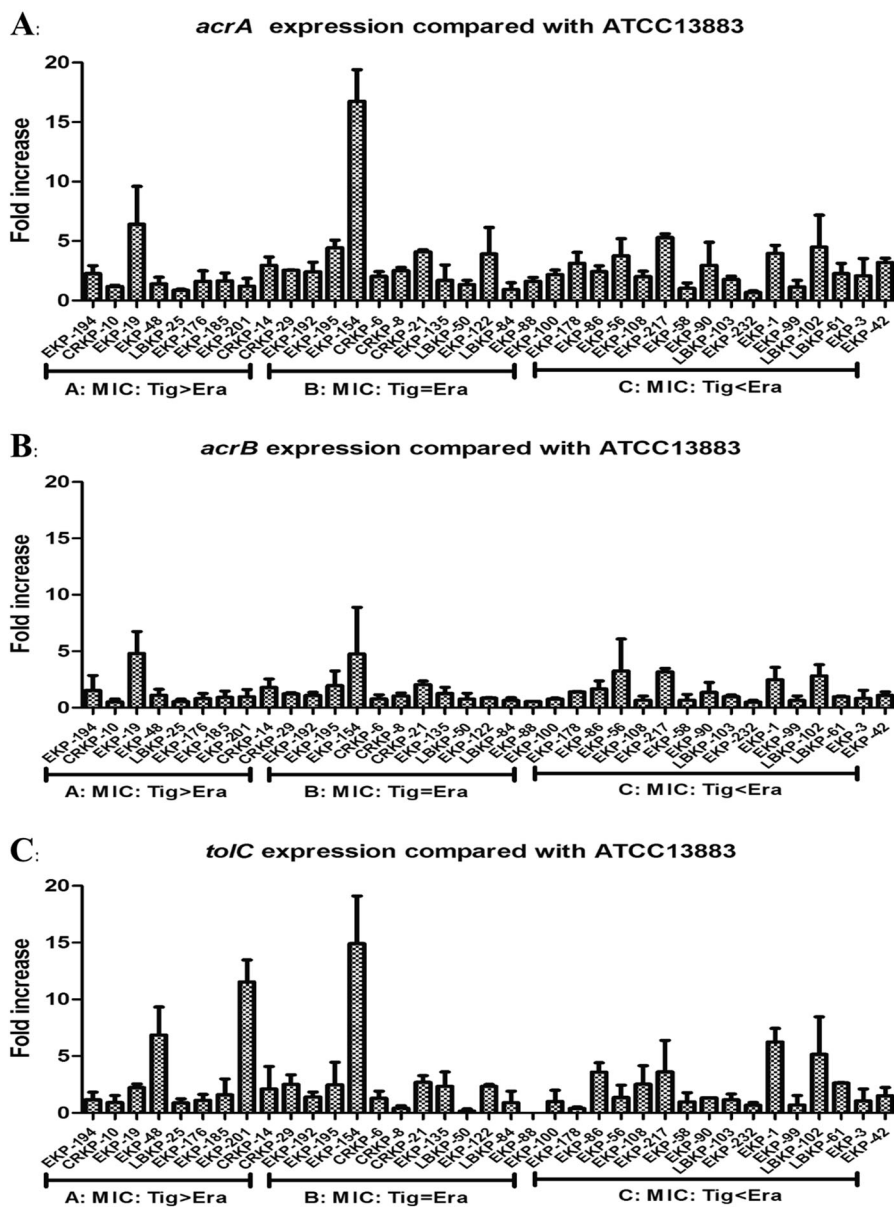 A:
acrA expression compared with ATCC13883
Fold increase
20
15
10
5
0
EKP-194
CRKP-10
EKP-19
EKP-48
LBKP-25
EKP-176
EKP-185
EKP-201
CRKP-14
CRKP-29
EKP-192
EKP-195
EKP-154
CRKP-6
CRKP-8
CRKP-21
EKP-135
LBKP-50
EKP-122
LBKP-84
EKP-88
EKP-100
EKP-178
EKP-86
EKP-56
EKP-108
EKP-217
EKP-58
EKP-90
LBKP-103
EKP-232
EKP-1
EKP-99
LBKP-102
LBKP-61
EKP-3
EKP-42
A: MIC: Tig>Era
B: MIC: Tig=Era
C: MIC: Tig<Era
B:
acrB expression compared with ATCC13883
Fold increase
20
15
10
5
0
EKP-194
CRKP-10
EKP-19
EKP-48
LBKP-25
EKP-176
EKP-185
EKP-201
CRKP-14
CRKP-29
EKP-192
EKP-195
EKP-154
CRKP-6
CRKP-8
CRKP-21
EKP-135
LBKP-50
EKP-122
LBKP-84
EKP-88
EKP-100
EKP-178
EKP-86
EKP-56
EKP-108
EKP-217
EKP-58
EKP-90
LBKP-103
EKP-232
EKP-1
EKP-99
LBKP-102
LBKP-61
EKP-3
EKP-42
A: MIC: Tig>Era
B: MIC: Tig=Era
C: MIC: Tig<Era
C:
tolC expression compared with ATCC13883
Fold increase
20
15
10
5
0
EKP-194
CRKP-10
EKP-19
EKP-48
LBKP-25
EKP-176
EKP-185
EKP-201
CRKP-14
CRKP-29
EKP-192
EKP-195
EKP-154
CRKP-6
CRKP-8
CRKP-21
EKP-135
LBKP-50
EKP-122
LBKP-84
EKP-88
EKP-100
EKP-178
EKP-86
EKP-56
EKP-108
EKP-217
EKP-58
EKP-90
LBKP-103
EKP-232
EKP-1
EKP-99
LBKP-102
LBKP-61
EKP-3
EKP-42
A: MIC: Tig>Era
B: MIC: Tig=Era
C: MIC: Tig<Era